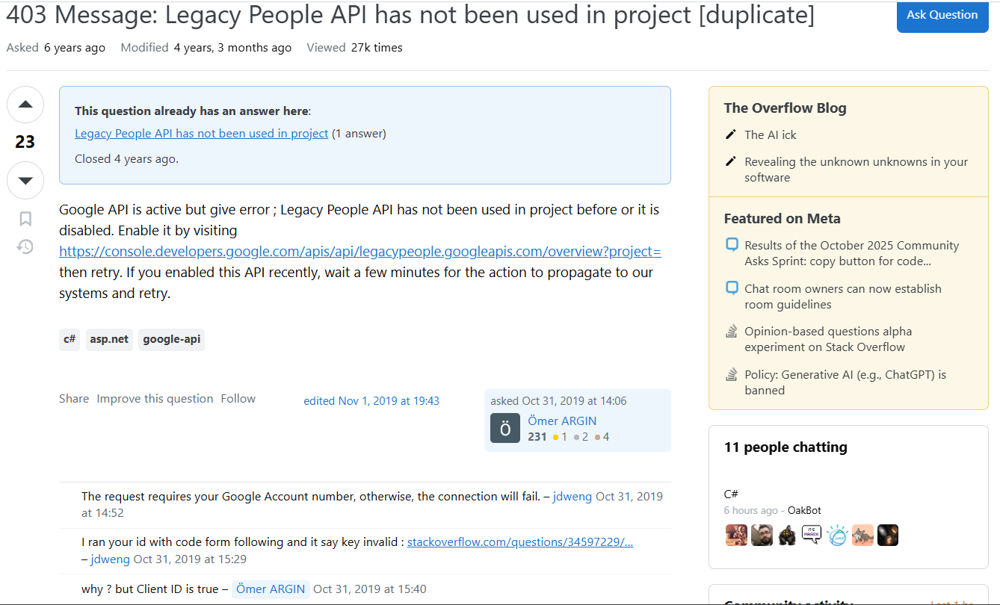 403 Message: Legacy People API has not been used in project [duplicate]
Ask Question
Asked 6 years ago Modified 4 years, 3 months ago Viewed 27k times
23
This question already has an answer here:
Legacy People API has not been used in project (1 answer)
Closed 4 years ago.
Google API is active but give error ; Legacy People API has not been used in project before or it is
disabled. Enable it by visiting
https://console.developers.google.com/apis/api/legacypeople.googleapis.com/overview?project=
then retry. If you enabled this API recently, wait a few minutes for the action to propagate to our
systems and retry.
c# asp.net google-api
Share Improve this question Follow
edited Nov 1, 2019 at 19:43
asked Oct 31, 2019 at 14:06
Ö
Ömer ARGIN
231 1 2 4
The request requires your Google Account number, otherwise, the connection will fail. – jdweng Oct 31, 2019
at 14:52
I ran your id with code form following and it say key invalid : stackoverflow.com/questions/34597229/...
– jdweng Oct 31, 2019 at 15:29
why ? but Client ID is true – Ömer ARGIN Oct 31, 2019 at 15:40
The Overflow Blog
The AI ick
Revealing the unknown unknowns in your
software
Featured on Meta
Results of the October 2025 Community
Asks Sprint: copy button for code...
Chat room owners can now establish
room guidelines
Opinion-based questions alpha
experiment on Stack Overflow
Policy: Generative AI (e.g., ChatGPT) is
banned
11 people chatting
C#
6 hours ago - OakBot
IT'S
MAGICK
Community activity
Last 1 hr